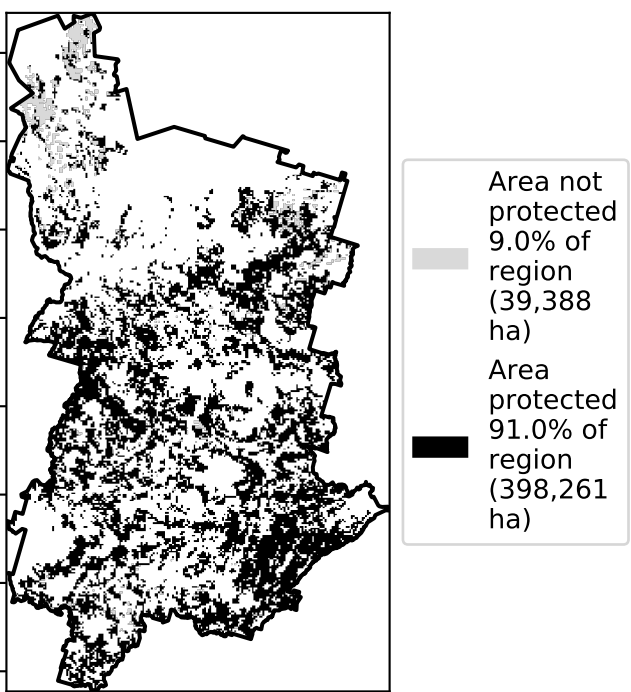 Area not
protected
9.0% of
region
(39,388
ha)
Area
protected
91.0% of
region
(398,261
ha)